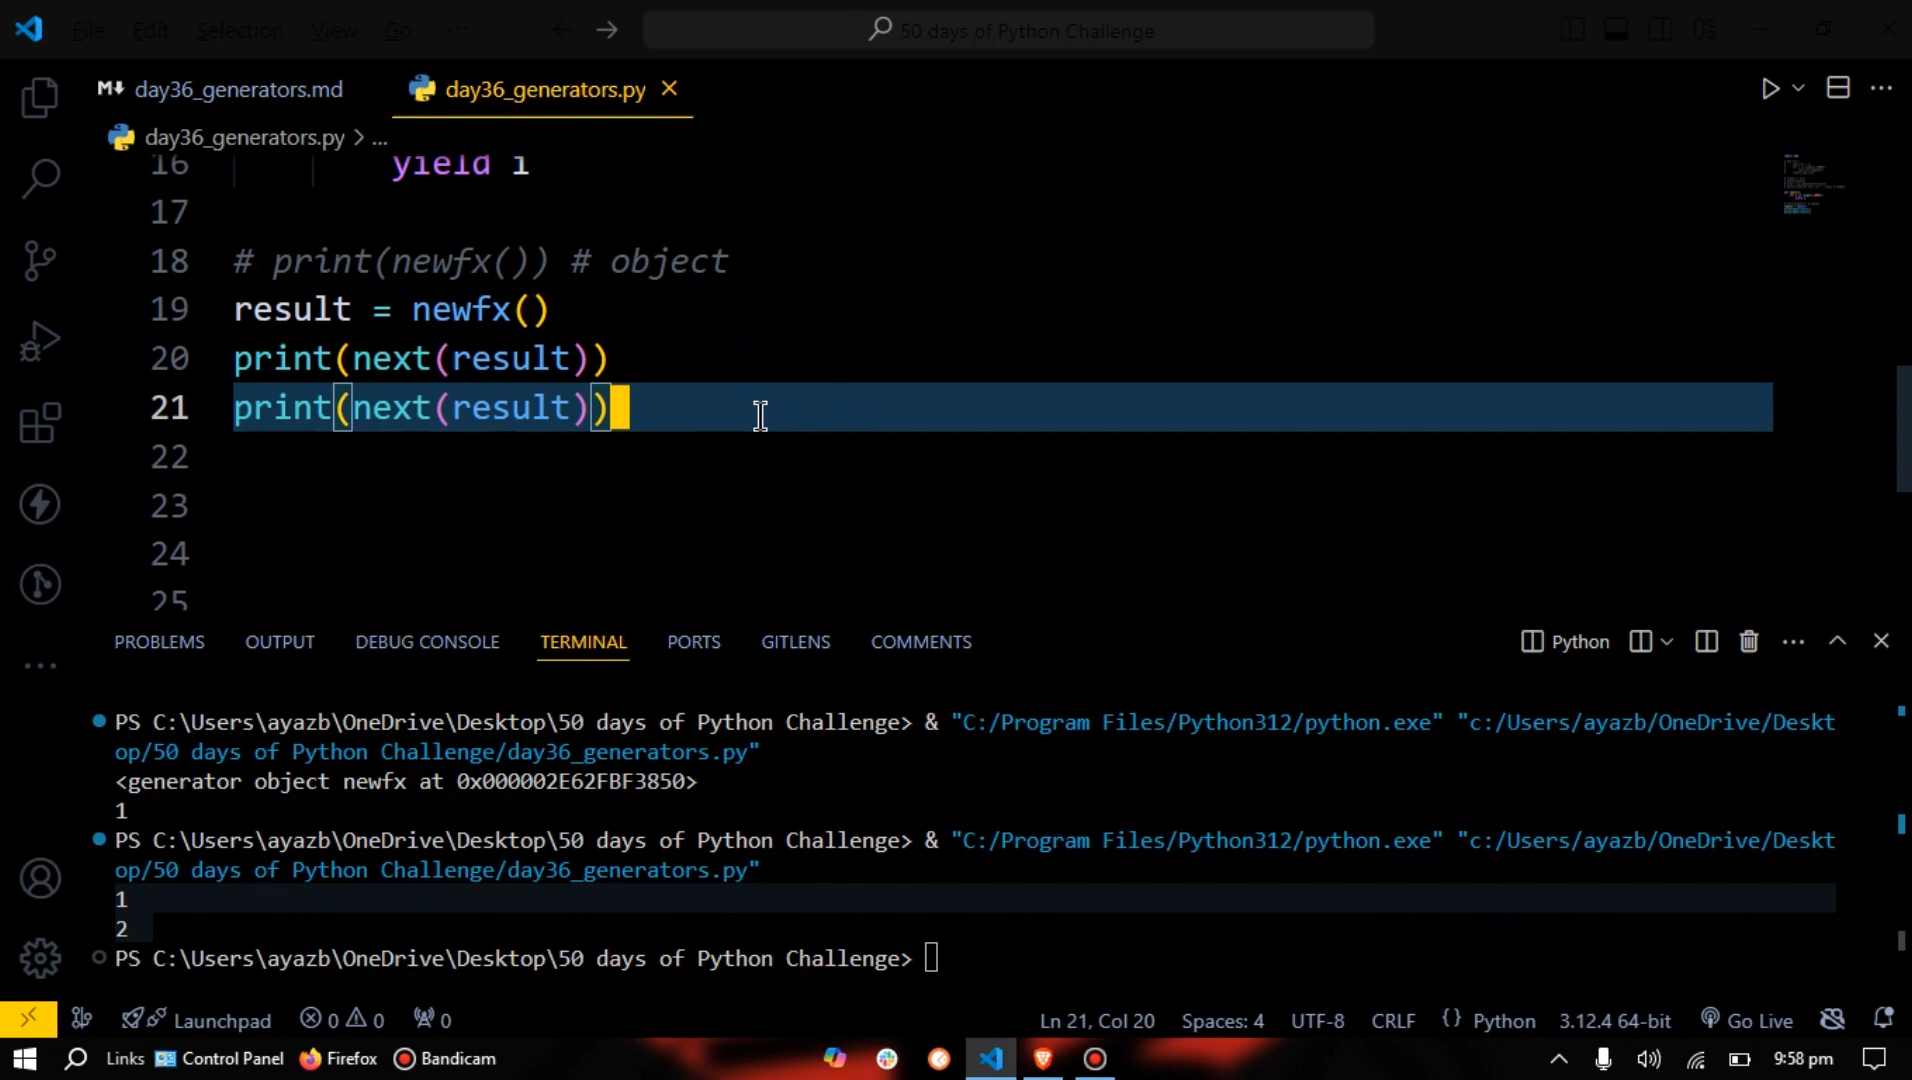 File Edit Selection View Go ... 50 days of Python Challenge
day36_generators.md day36_generators.py
day36_generators.py > ...
16 yield i
17
18 # print(newfx()) # object
19 result = newfx()
20 print(next(result))
21 print(next(result))
22
23
24
25
PROBLEMS OUTPUT DEBUG CONSOLE TERMINAL PORTS GITLENS COMMENTS Python
PS C:\Users\ayazb\OneDrive\Desktop\50 days of Python Challenge> & "C:/Program Files/Python312/python.exe" "c:/Users/ayazb/OneDrive/Deskt
op/50 days of Python Challenge/day36_generators.py"
<generator object newfx at 0x000002E62FBF3850>
1
PS C:\Users\ayazb\OneDrive\Desktop\50 days of Python Challenge> & "C:/Program Files/Python312/python.exe" "c:/Users/ayazb/OneDrive/Deskt
op/50 days of Python Challenge/day36_generators.py"
1
2
PS C:\Users\ayazb\OneDrive\Desktop\50 days of Python Challenge>
Launchpad 0 0 0 Ln 21, Col 20 Spaces: 4 UTF-8 CRLF {} Python 3.12.4 64-bit Go Live
Links Control Panel Firefox Bandicam 9:58 pm